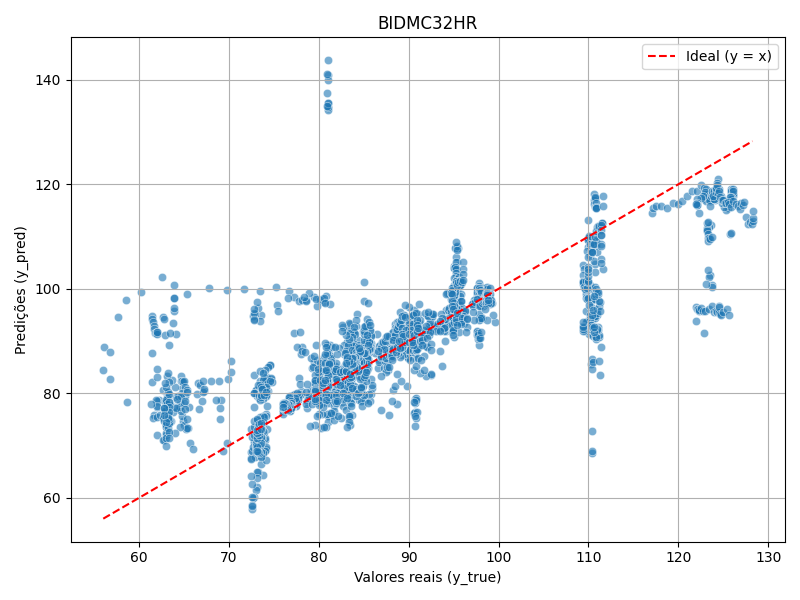 BIDMC32HR
Ideal (y = x)
Predições (y_pred)
140
120
100
80
60
60 70 80 90 100 110 120 130
Valores reais (y_true)